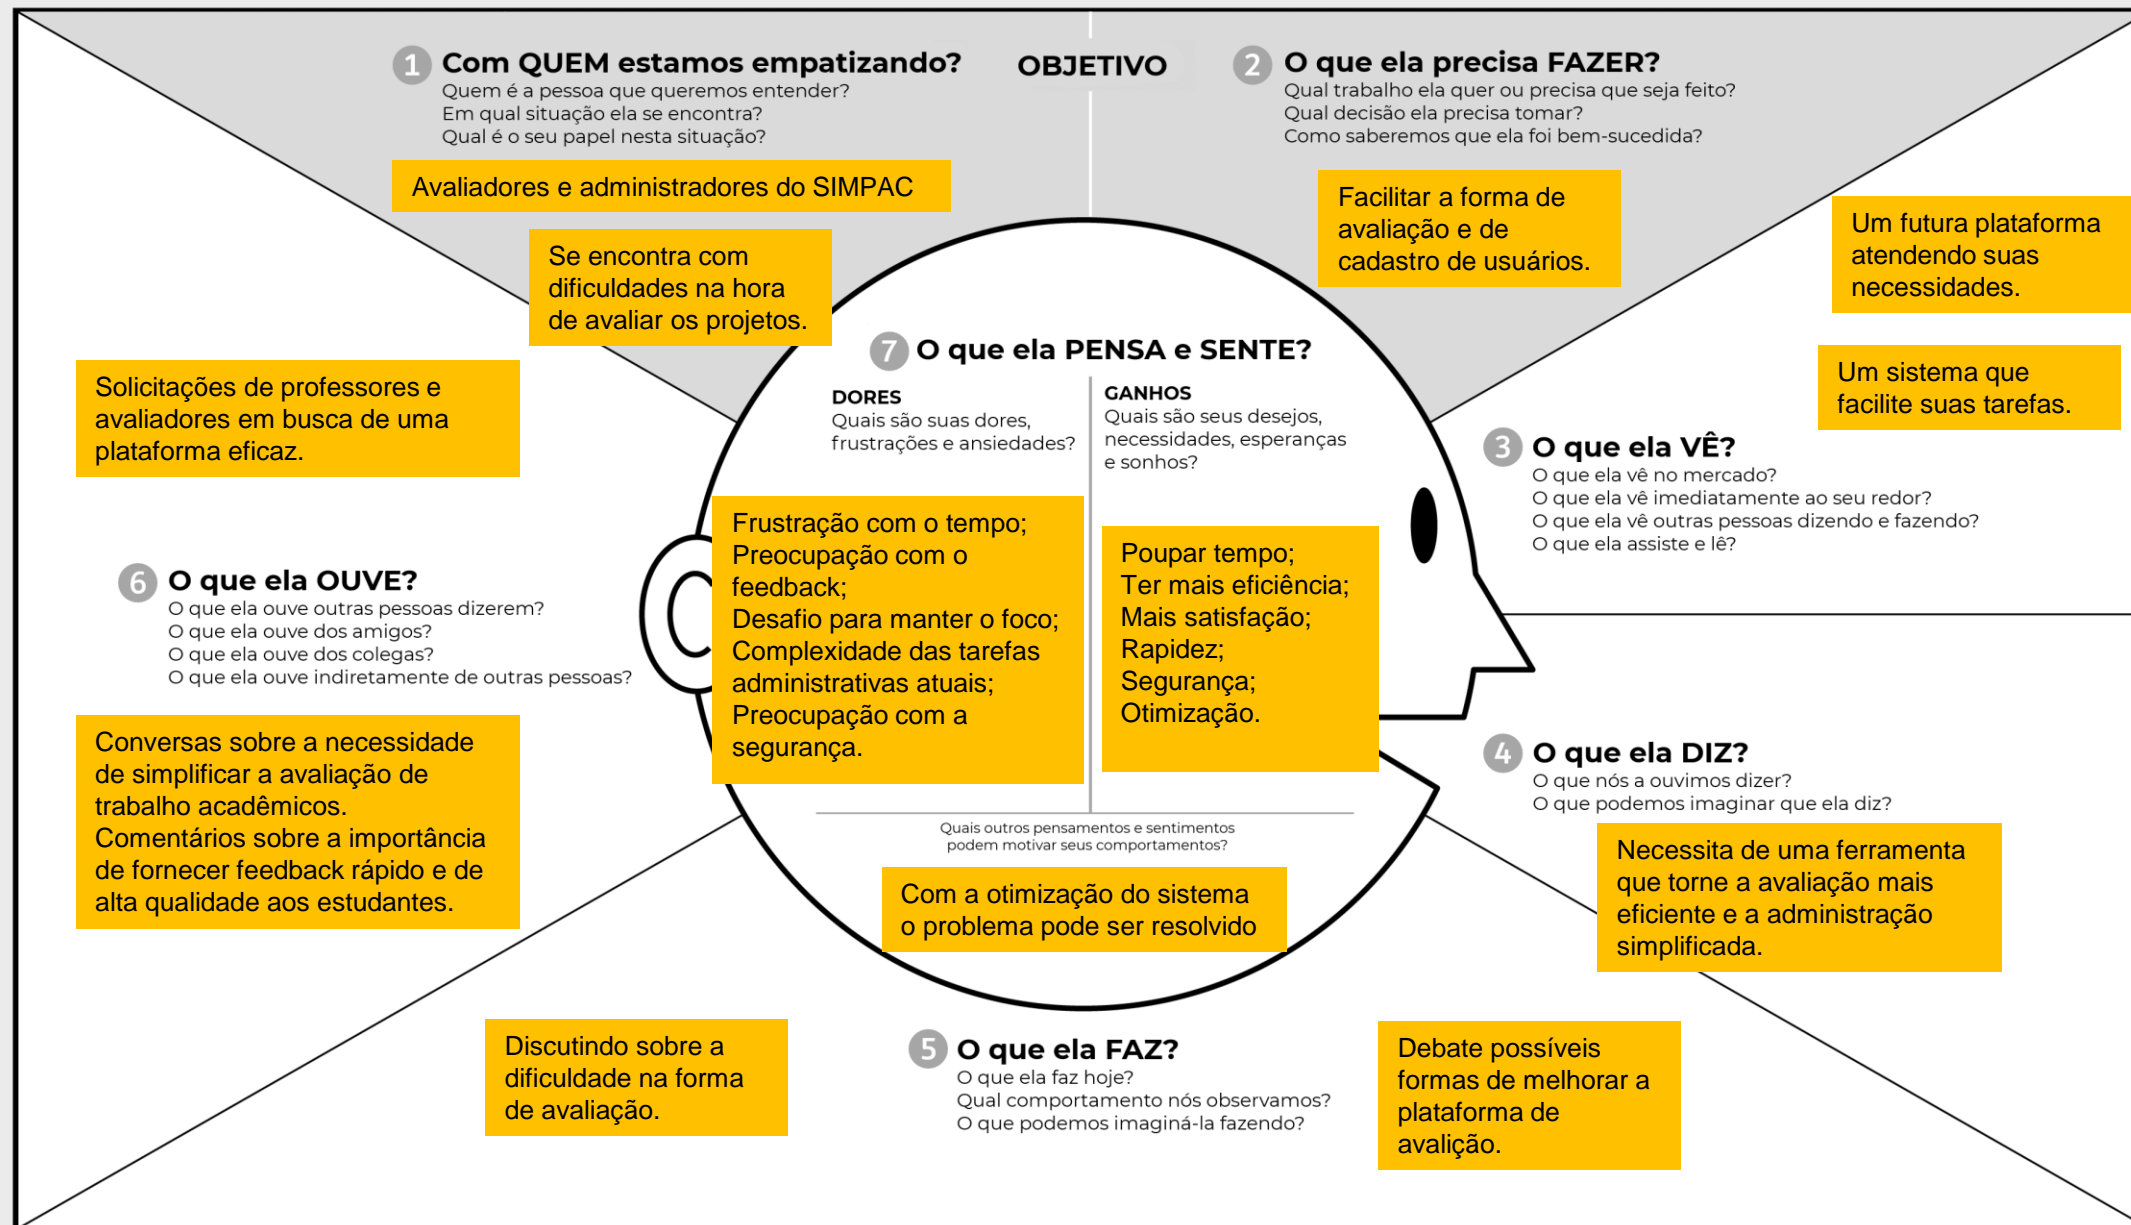 1 Com QUEM estamos empatizando?
Quem é a pessoa que queremos entender?
Em qual situação ela se encontra?
Qual é o seu papel nesta situação?
Avaliadores e administradores do SIMPAC
Se encontra com
dificuldades na hora
de avaliar os projetos.
OBJETIVO
2 O que ela precisa FAZER?
Qual trabalho ela quer ou precisa que seja feito?
Qual decisão ela precisa tomar?
Como saberemos que ela foi bem-sucedida?
Facilitar a forma de
avaliação e de
cadastro de usuários.
Um futura plataforma
atendendo suas
necessidades.
Um sistema que
facilite suas tarefas.
3 O que ela VÊ?
O que ela vê no mercado?
O que ela vê imediatamente ao seu redor?
O que ela vê outras pessoas dizendo e fazendo?
O que ela assiste e lê?
4 O que ela DIZ?
O que nós a ouvimos dizer?
O que podemos imaginar que ela diz?
Necessita de uma ferramenta
que torne a avaliação mais
eficiente e a administração
simplificada.
5 O que ela FAZ?
O que ela faz hoje?
Qual comportamento nós observamos?
O que podemos imaginá-la fazendo?
Discutindo sobre a
dificuldade na forma
de avaliação.
Debate possíveis
formas de melhorar a
plataforma de
avalição.
Solicitações de professores e
avaliadores em busca de uma
plataforma eficaz.
6 O que ela OUVE?
O que ela ouve outras pessoas dizerem?
O que ela ouve dos amigos?
O que ela ouve dos colegas?
O que ela ouve indiretamente de outras pessoas?
Conversas sobre a necessidade
de simplificar a avaliação de
trabalho acadêmicos.
Comentários sobre a importância
de fornecer feedback rápido e de
alta qualidade aos estudantes.
7 O que ela PENSA e SENTE?
DORES
Quais são suas dores,
frustrações e ansiedades?
Frustração com o tempo;
Preocupação com o
feedback;
Desafio para manter o foco;
Complexidade das tarefas
administrativas atuais;
Preocupação com a
segurança.
GANHOS
Quais são seus desejos,
necessidades, esperanças
e sonhos?
Poupar tempo;
Ter mais eficiência;
Mais satisfação;
Rapidez;
Segurança;
Otimização.
Quais outros pensamentos e sentimentos
podem motivar seus comportamentos?
Com a otimização do sistema
o problema pode ser resolvido